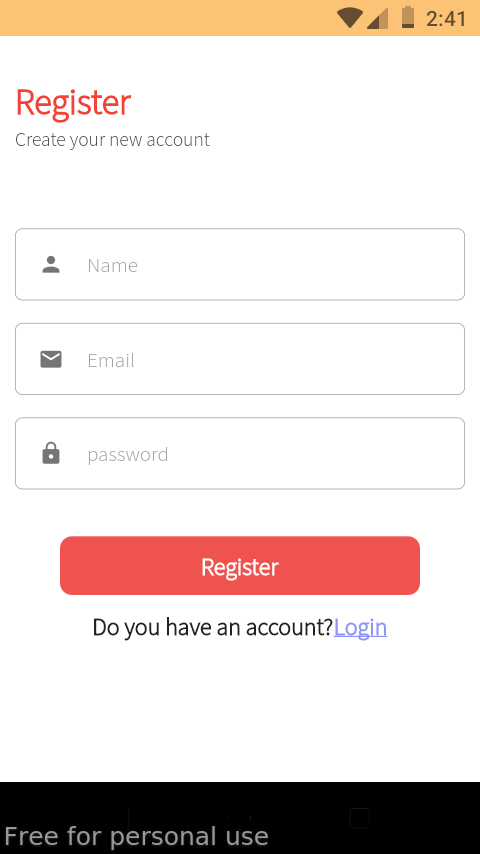 2:41
Register
Create your new account
Name
Email
password
Register
Do you have an account?Login
Free for personal use